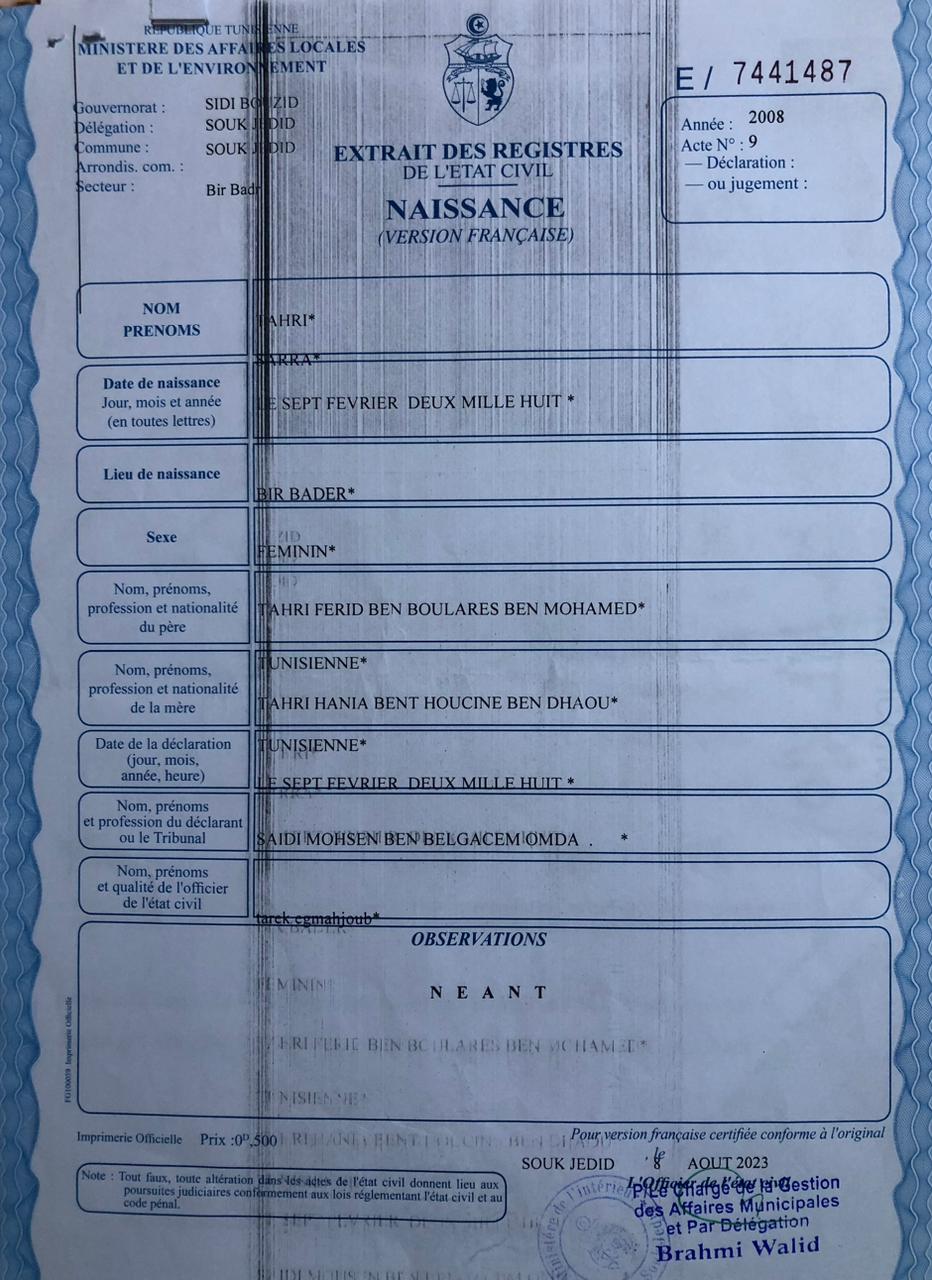 REPUBLIQUE TUNISIENNE
MINISTERE DES AFFAIRES LOCALES
ET DE L'ENVIRONNEMENT
Gouvernorat : SIDI BOUZID
Délégation : SOUK JEDID
Commune : SOUK JEDID
Arrondis. com. :
Secteur : Bir Badr
E / 7441487
Année : 2008
Acte N° : 9
— Déclaration :
— ou jugement :
EXTRAIT DES REGISTRES
DE L'ETAT CIVIL
NAISSANCE
(VERSION FRANÇAISE)
NOM
PRENOMS
TAHRI*
SARRA*
Date de naissance
Jour, mois et année
(en toutes lettres)
LE SEPT FEVRIER DEUX MILLE HUIT *
Lieu de naissance
BIR BADER*
Sexe
FEMININ*
Nom, prénoms,
profession et nationalité
du père
TAHRI FERID BEN BOULARES BEN MOHAMED*
TUNISIENNE*
Nom, prénoms,
profession et nationalité
de la mère
TAHRI HANIA BENT HOUCINE BEN DHAOU*
TUNISIENNE*
Date de la déclaration
(jour, mois,
année, heure)
LE SEPT FEVRIER DEUX MILLE HUIT *
Nom, prénoms
et profession du déclarant
ou le Tribunal
SAIDI MOHSEN BEN BELGACEM OMDA . *
Nom, prénoms
et qualité de l'officier
de l'état civil
tarek egmahjoub*
OBSERVATIONS
N E A N T
FG100059 Imprimerie Officielle
Imprimerie Officielle Prix :0ᴰ,500
Pour version française certifiée conforme à l'original
SOUK JEDID le 8 AOUT 2023
L'Officier de l'état civil
Note : Tout faux, toute altération dans les actes de l'état civil donnent lieu aux
poursuites judiciaires conformement aux lois réglementant l'état civil et au
code pénal.
P/Le Chargé de la Gestion
des Affaires Municipales
et Par Délégation
Brahmi Walid